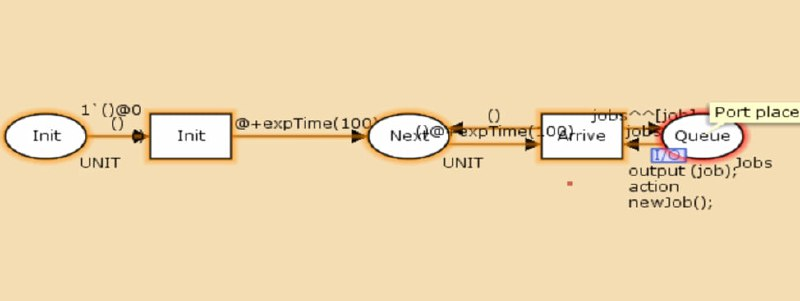 1`()@0
()
Init
Init
UNIT
@+expTime(100)
Next
UNIT
()
()@+expTime(100)
Arrive
jobs^^[job]
jobs
Queue
Port place
I/O
Jobs
output (job);
action
newJob();